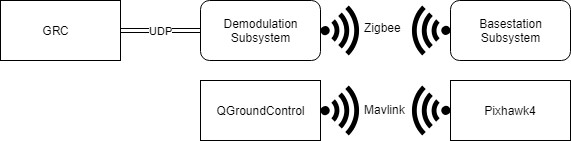 GRC
UDP
Demodulation
Subsystem
Zigbee
Basestation
Subsystem
QGroundControl
Mavlink
Pixhawk4